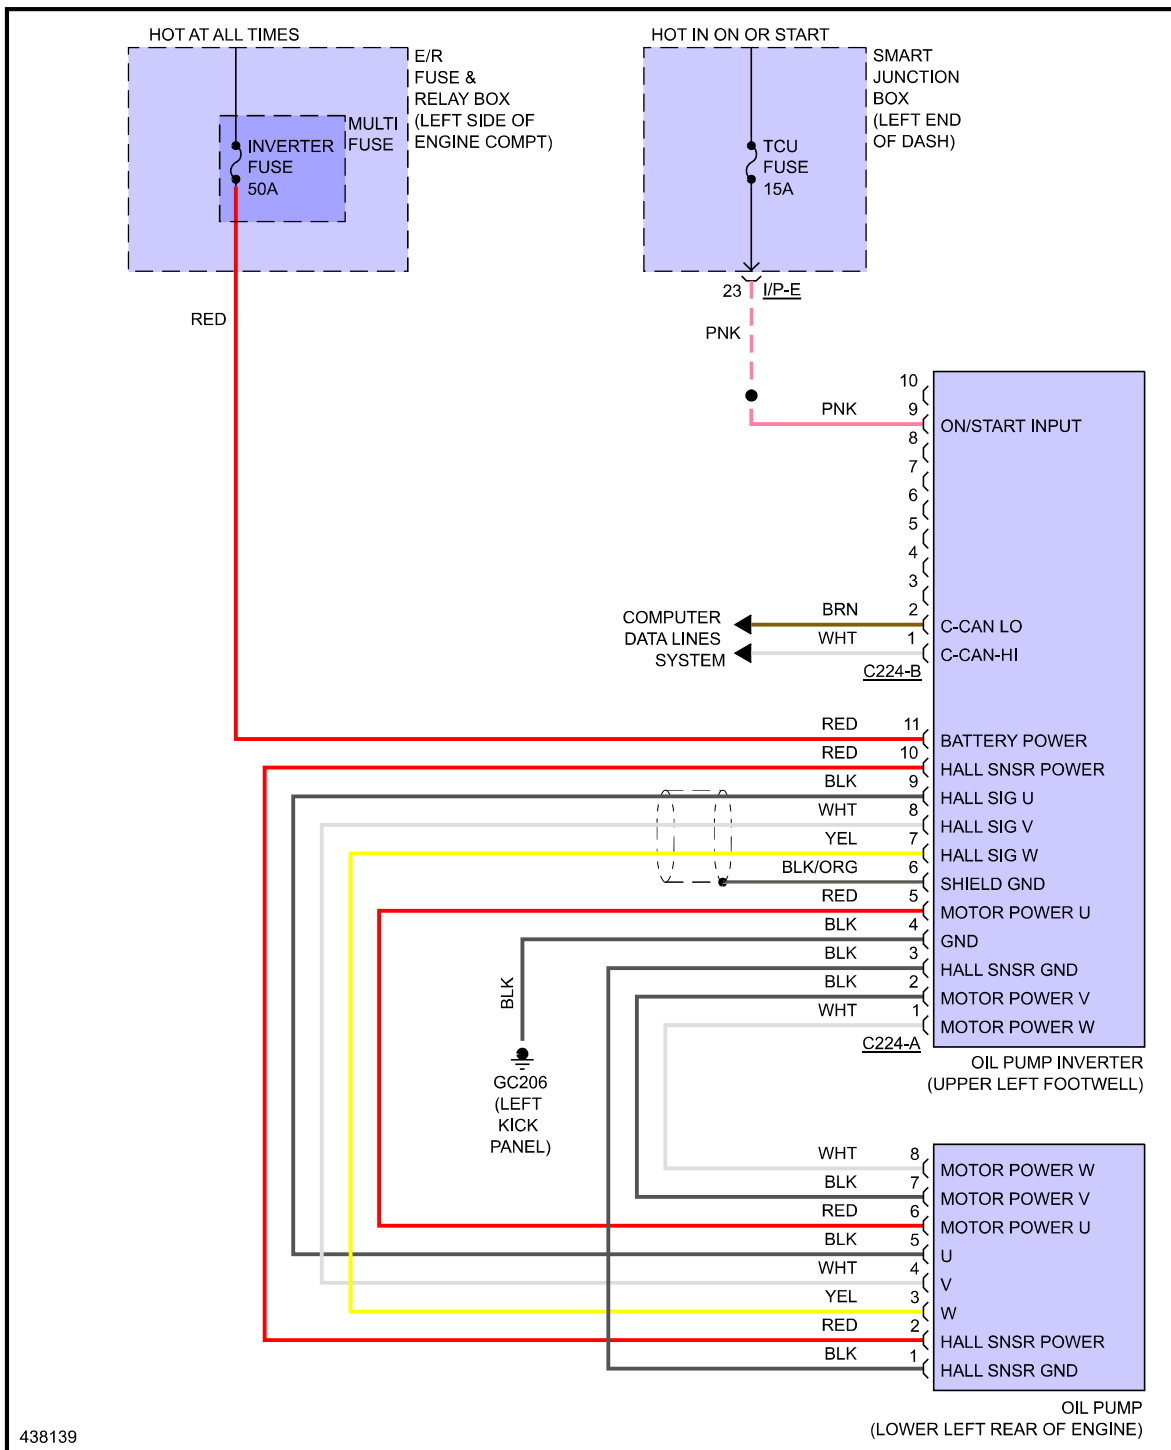 HOT AT ALL TIMES
E/R
FUSE &
RELAY BOX
(LEFT SIDE OF
ENGINE COMPT)
MULTI
FUSE
INVERTER
FUSE
50A
RED
HOT IN ON OR START
SMART
JUNCTION
BOX
(LEFT END
OF DASH)
TCU
FUSE
15A
23 I/P-E
PNK
10
PNK 9 ON/START INPUT
8
7
6
5
4
3
COMPUTER
DATA LINES
SYSTEM
BRN 2 C-CAN LO
WHT 1 C-CAN-HI
C224-B
RED 11 BATTERY POWER
RED 10 HALL SNSR POWER
BLK 9 HALL SIG U
WHT 8 HALL SIG V
YEL 7 HALL SIG W
BLK/ORG 6 SHIELD GND
RED 5 MOTOR POWER U
BLK 4 GND
BLK 3 HALL SNSR GND
BLK 2 MOTOR POWER V
WHT 1 MOTOR POWER W
C224-A
BLK
GC206
(LEFT
KICK
PANEL)
OIL PUMP INVERTER
(UPPER LEFT FOOTWELL)
WHT 8 MOTOR POWER W
BLK 7 MOTOR POWER V
RED 6 MOTOR POWER U
BLK 5 U
WHT 4 V
YEL 3 W
RED 2 HALL SNSR POWER
BLK 1 HALL SNSR GND
OIL PUMP
(LOWER LEFT REAR OF ENGINE)
438139